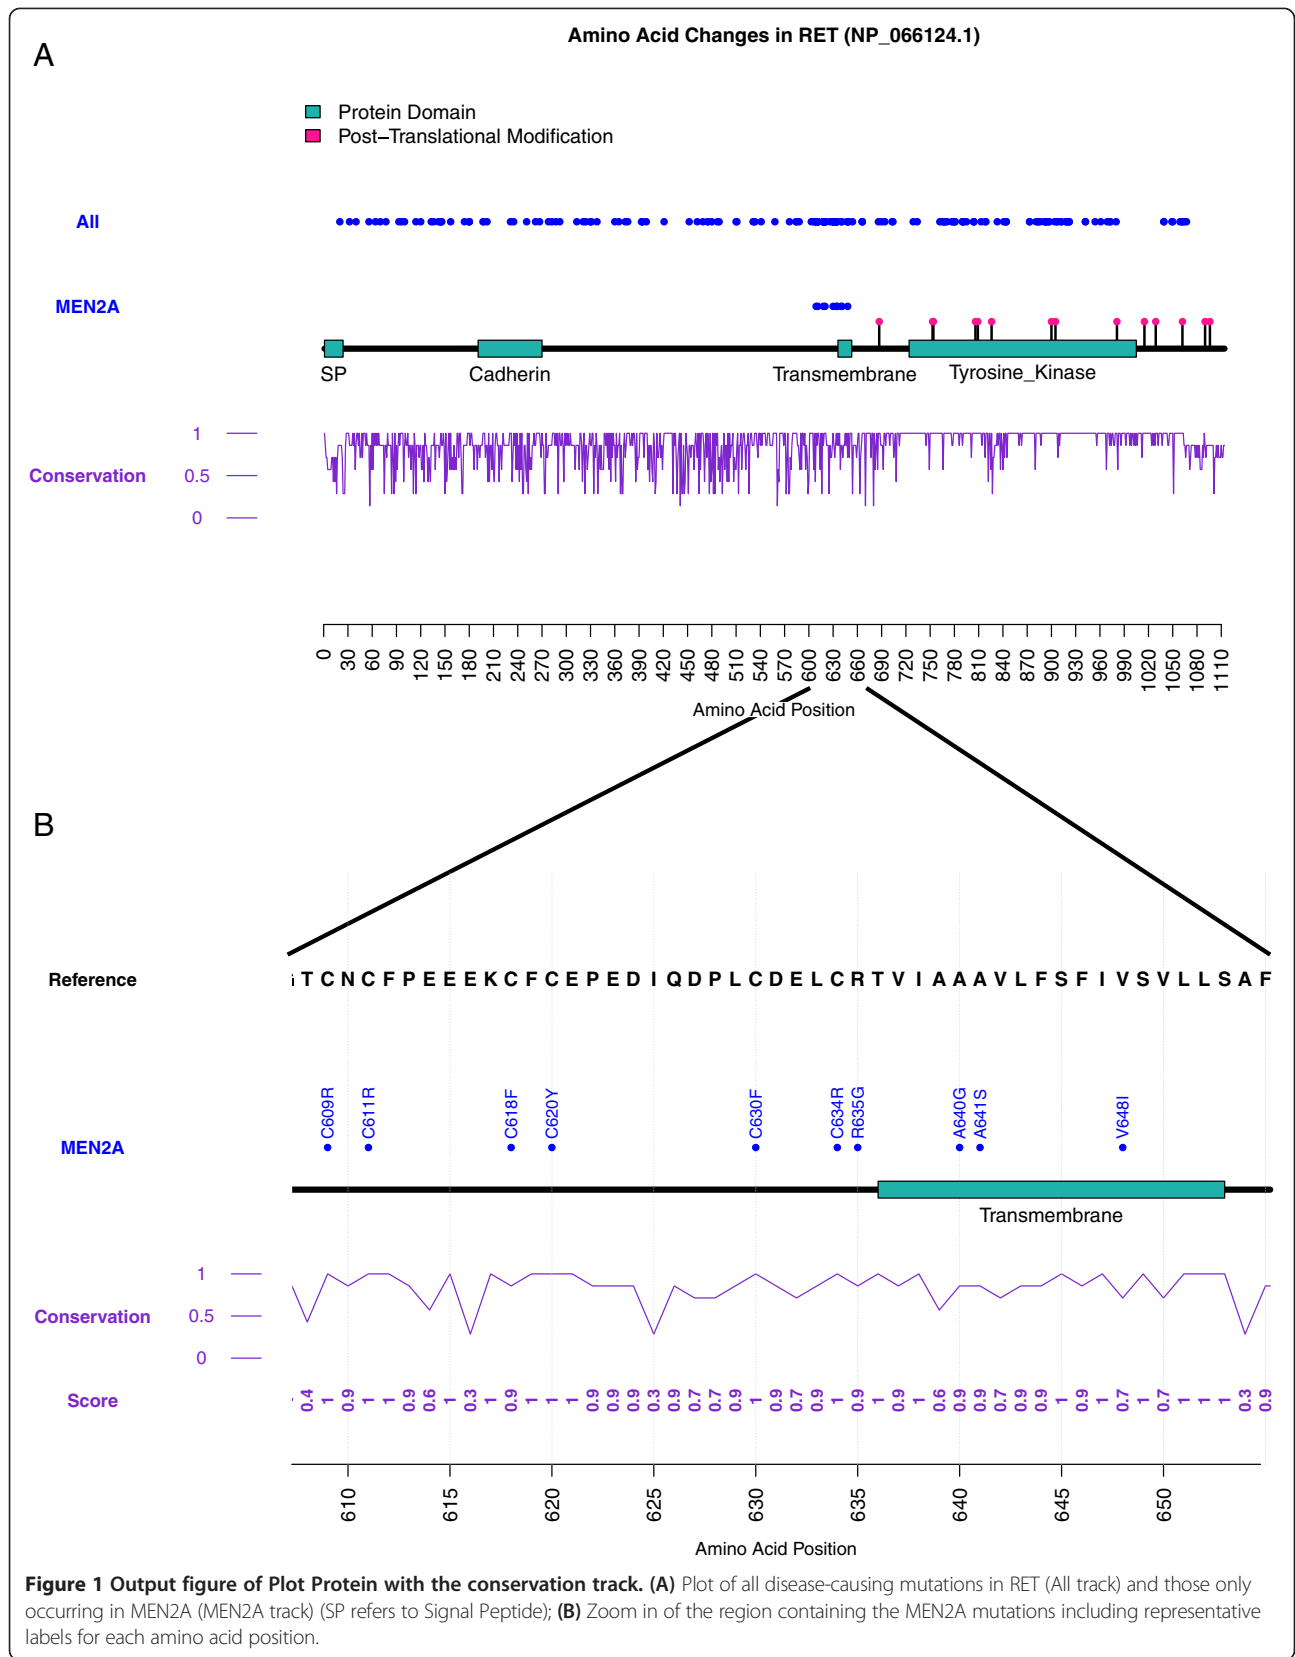 Amino Acid Changes in RET (NP_066124.1)
A
Protein Domain
Post–Translational Modification
All
MEN2A
SP
Cadherin
Transmembrane
Tyrosine_Kinase
1
Conservation
0.5
0
0 30 60 90 120 150 180 210 240 270 300 330 360 390 420 450 480 510 540 570 600 630 660 690 720 750 780 810 840 870 900 930 960 990 1020 1050 1080 1110
Amino Acid Position
B
Reference
T C N C F P E E E K C F C E P E D I Q D P L C D E L C R T V I A A A V L F S F I V S V L L S A F
C609R C611R C618F C620Y C630F C634R R635G A640G A641S V648I
MEN2A
Transmembrane
1
Conservation
0.5
0
Score
0.4 1 0.9 1 1 0.9 0.6 1 0.3 1 0.9 1 1 1 0.9 0.9 0.9 0.3 0.9 0.7 0.7 0.9 1 0.9 0.7 0.9 1 0.9 1 0.9 1 0.6 0.9 0.9 0.7 0.9 0.9 1 0.9 1 0.7 1 0.7 1 1 1 0.3 0.9
610 615 620 625 630 635 640 645 650
Amino Acid Position
Figure 1 Output figure of Plot Protein with the conservation track. (A) Plot of all disease-causing mutations in RET (All track) and those only
occurring in MEN2A (MEN2A track) (SP refers to Signal Peptide); (B) Zoom in of the region containing the MEN2A mutations including representative
labels for each amino acid position.